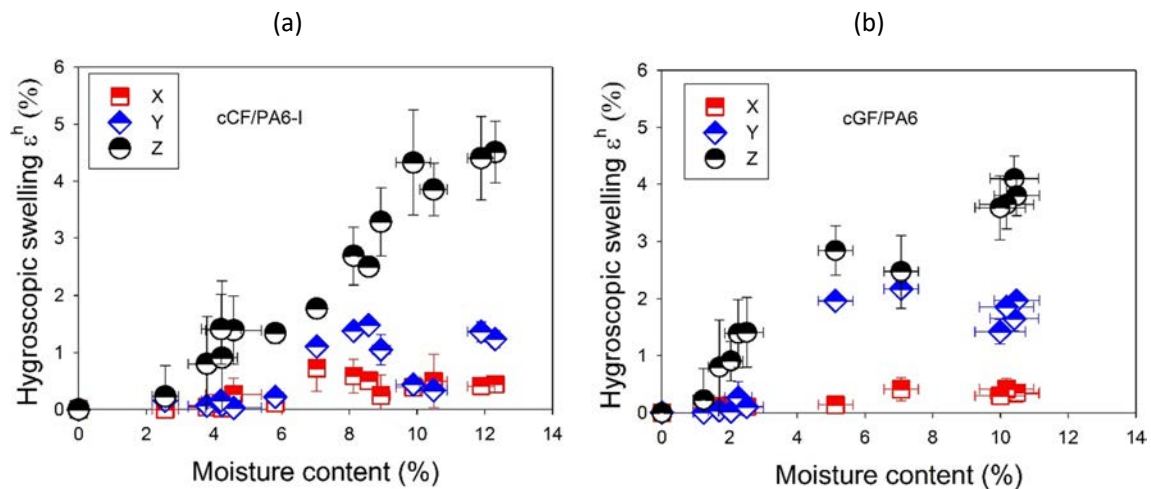 (a)
6
5
4
3
2
1
0
Hygroscopic swelling εʰ (%)
X
Y
Z
cCF/PA6-I
0 2 4 6 8 10 12 14
Moisture content (%)
(b)
6
5
4
3
2
1
0
Hygroscopic swelling εʰ (%)
X
Y
Z
cGF/PA6
0 2 4 6 8 10 12 14
Moisture content (%)